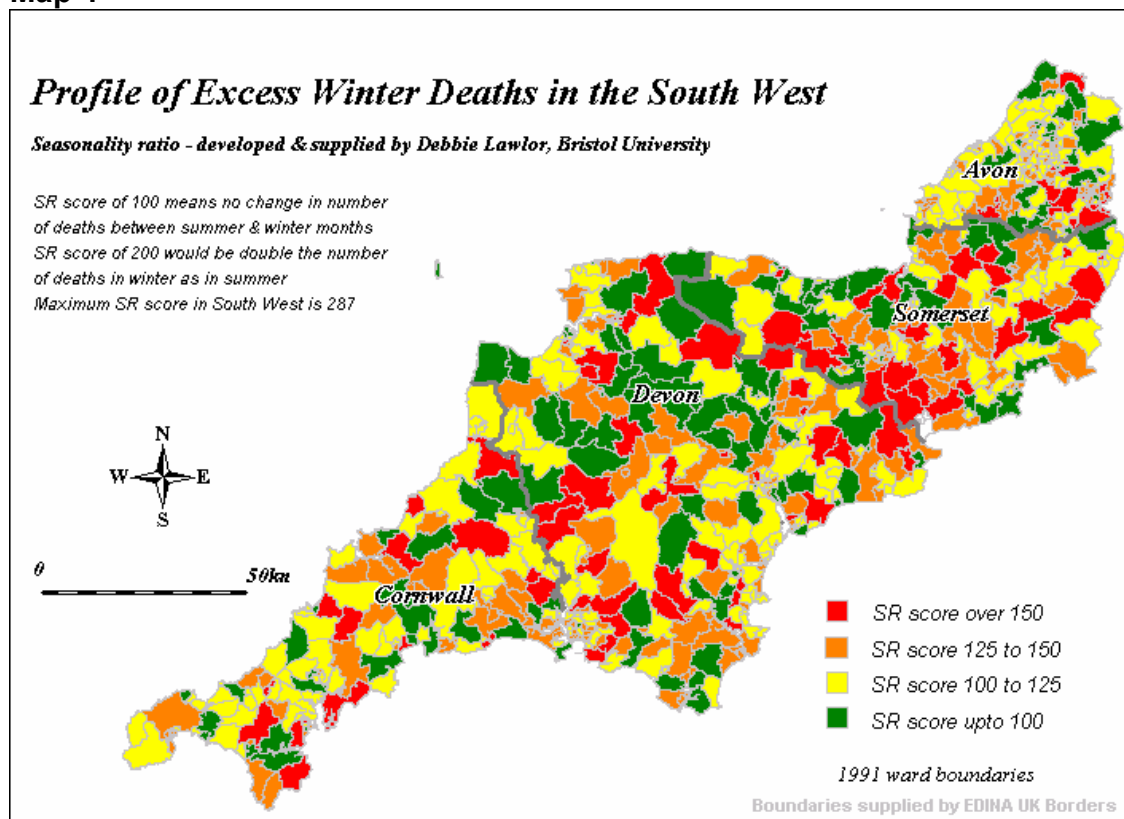 Profile of Excess Winter Deaths in the South West
Seasonality ratio - developed & supplied by Debbie Lawlor, Bristol University
SR score of 100 means no change in number
of deaths between summer & winter months
SR score of 200 would be double the number
of deaths in winter as in summer
Maximum SR score in South West is 287
Avon
Somerset
Devon
Cornwall
N
W E
S
0 50km
SR score over 150
SR score 125 to 150
SR score 100 to 125
SR score upto 100
1991 ward boundaries
Boundaries supplied by EDINA UK Borders